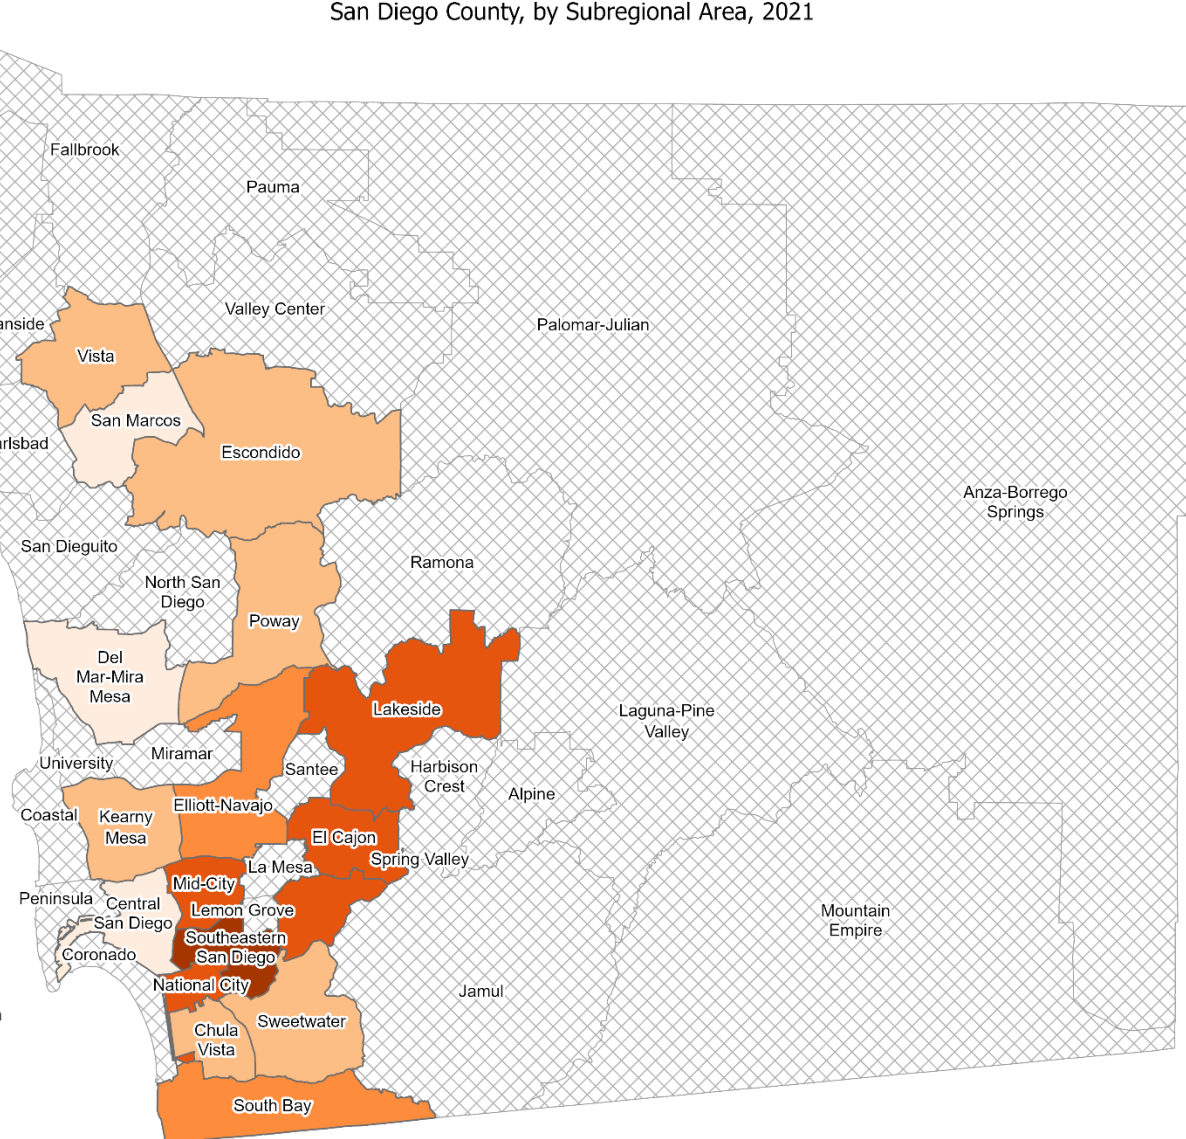 San Diego County, by Subregional Area, 2021
Fallbrook
Pauma
Valley Center
anside
Palomar-Julian
Vista
San Marcos
arlsbad
Escondido
Anza-Borrego
Springs
San Dieguito
Ramona
North San
Diego
Poway
Del
Mar-Mira
Mesa
Lakeside
Laguna-Pine
Valley
Miramar
University
Santee
Harbison
Crest
Alpine
Elliott-Navajo
Coastal
Kearny
Mesa
El Cajon
Spring Valley
La Mesa
Mid-City
Peninsula
Central
San Diego
Lemon Grove
Mountain
Empire
Southeastern
San Diego
Coronado
National City
Jamul
Sweetwater
Chula
Vista
South Bay